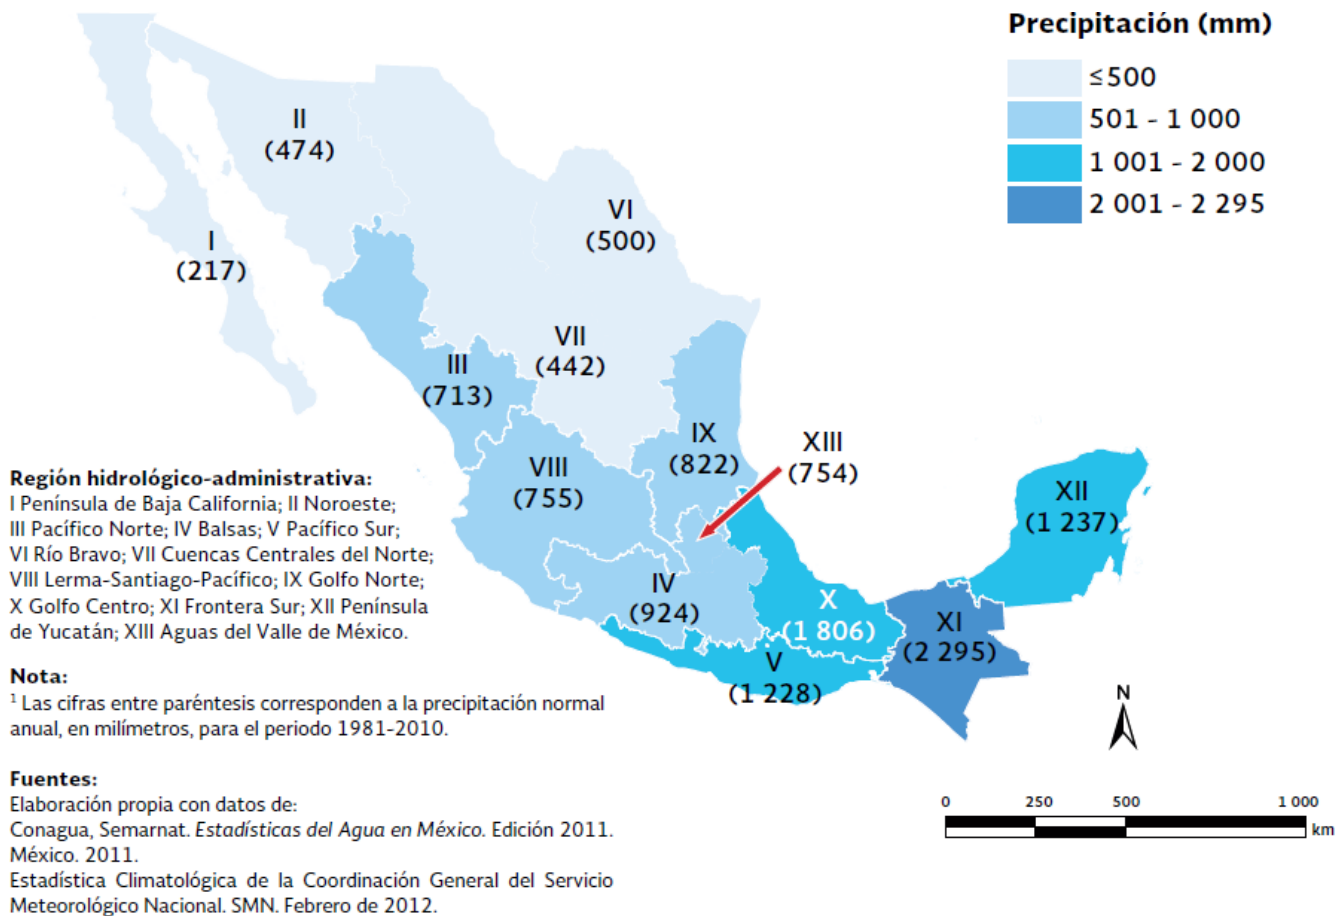 Precipitación (mm)
≤500
501 - 1 000
1 001 - 2 000
2 001 - 2 295
II
(474)
VI
(500)
I
(217)
VII
(442)
III
(713)
IX
(822)
XIII
(754)
VIII
(755)
XII
(1 237)
IV
(924)
X
(1 806)
XI
(2 295)
V
(1 228)
Región hidrológico-administrativa:
I Península de Baja California; II Noroeste;
III Pacífico Norte; IV Balsas; V Pacífico Sur;
VI Río Bravo; VII Cuencas Centrales del Norte;
VIII Lerma-Santiago-Pacífico; IX Golfo Norte;
X Golfo Centro; XI Frontera Sur; XII Península
de Yucatán; XIII Aguas del Valle de México.
Nota:
¹ Las cifras entre paréntesis corresponden a la precipitación normal
anual, en milímetros, para el periodo 1981-2010.
Fuentes:
Elaboración propia con datos de:
Conagua, Semarnat. Estadísticas del Agua en México. Edición 2011.
México. 2011.
Estadística Climatológica de la Coordinación General del Servicio
Meteorológico Nacional. SMN. Febrero de 2012.
N
0 250 500 1 000
km